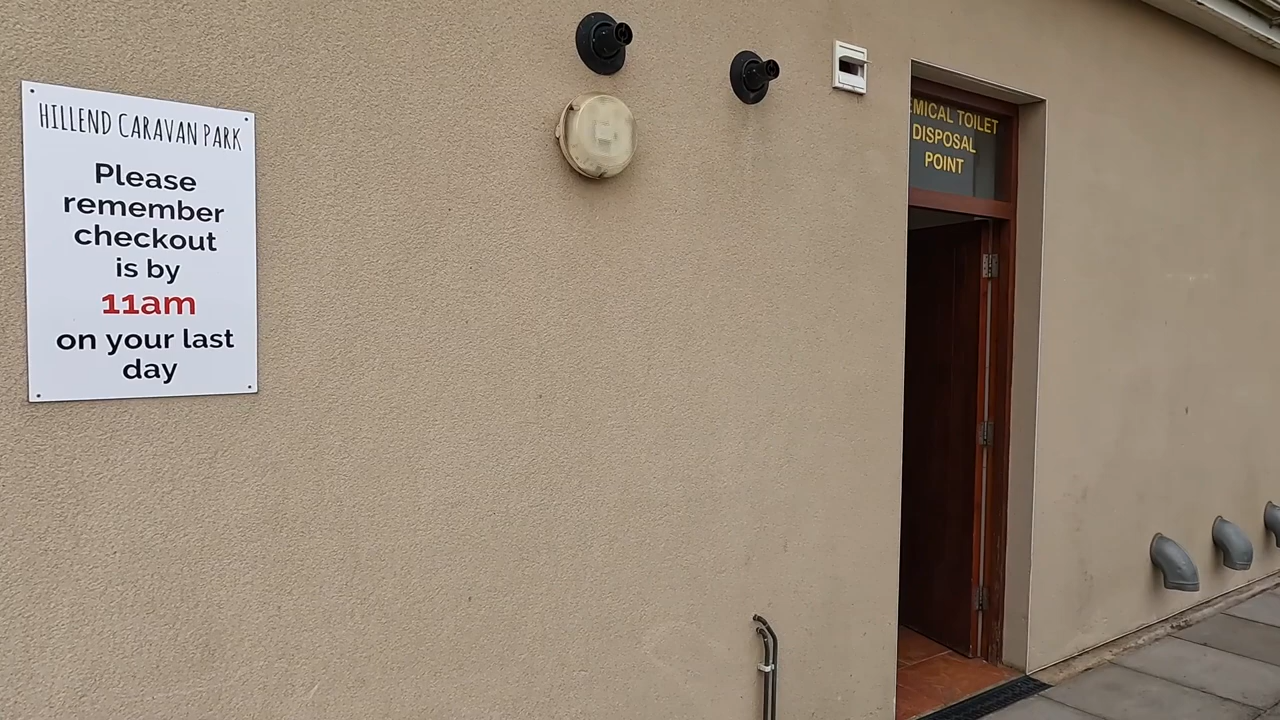 HILLEND CARAVAN PARK
Please
remember
checkout
is by
11am
on your last
day
EMICAL TOILET
DISPOSAL
POINT